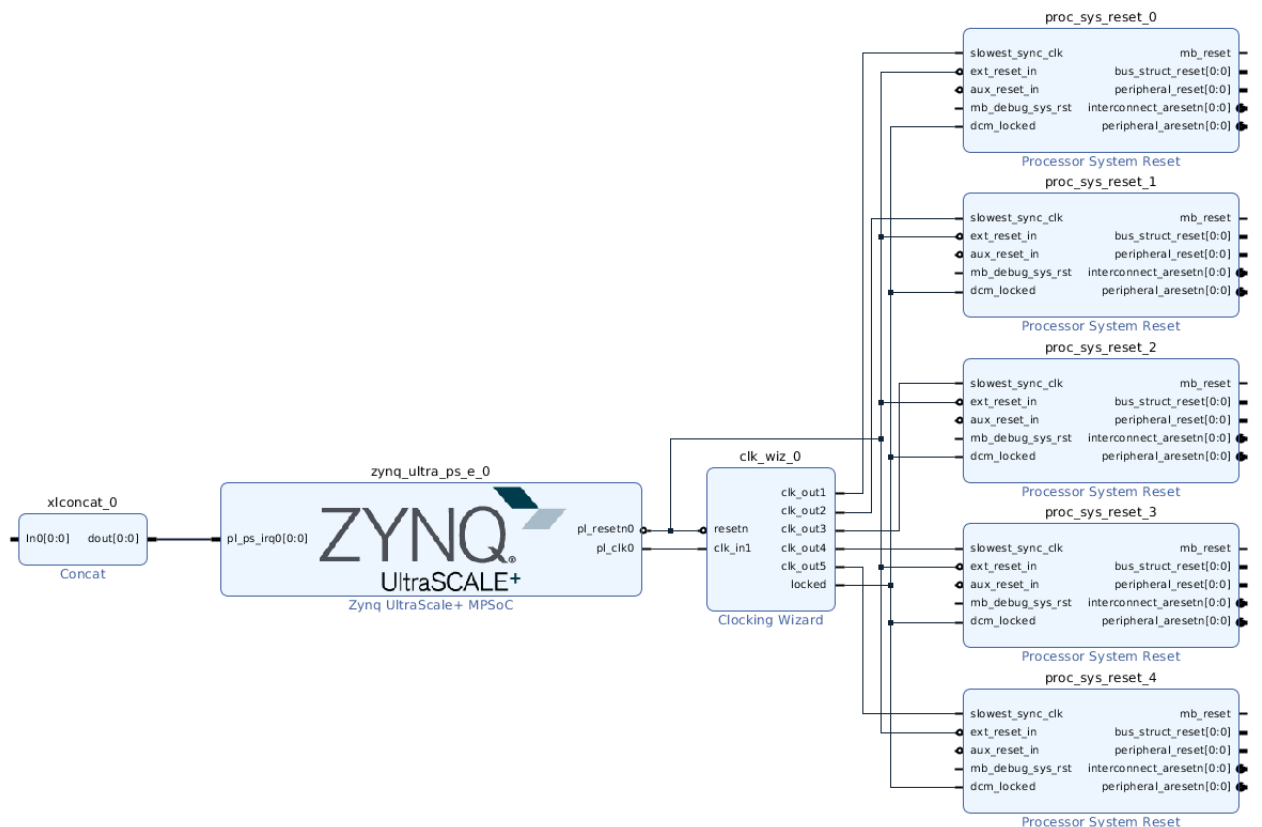 xlconcat_0
In0[0:0]
dout[0:0]
Concat
zynq_ultra_ps_e_0
pl_ps_irq0[0:0]
ZYNQ®
UltraSCALE+
pl_resetn0
pl_clk0
Zynq UltraScale+ MPSoC
clk_wiz_0
resetn
clk_in1
clk_out1
clk_out2
clk_out3
clk_out4
clk_out5
locked
Clocking Wizard
proc_sys_reset_0
slowest_sync_clk
ext_reset_in
aux_reset_in
mb_debug_sys_rst
dcm_locked
mb_reset
bus_struct_reset[0:0]
peripheral_reset[0:0]
interconnect_aresetn[0:0]
peripheral_aresetn[0:0]
Processor System Reset
proc_sys_reset_1
slowest_sync_clk
ext_reset_in
aux_reset_in
mb_debug_sys_rst
dcm_locked
mb_reset
bus_struct_reset[0:0]
peripheral_reset[0:0]
interconnect_aresetn[0:0]
peripheral_aresetn[0:0]
Processor System Reset
proc_sys_reset_2
slowest_sync_clk
ext_reset_in
aux_reset_in
mb_debug_sys_rst
dcm_locked
mb_reset
bus_struct_reset[0:0]
peripheral_reset[0:0]
interconnect_aresetn[0:0]
peripheral_aresetn[0:0]
Processor System Reset
proc_sys_reset_3
slowest_sync_clk
ext_reset_in
aux_reset_in
mb_debug_sys_rst
dcm_locked
mb_reset
bus_struct_reset[0:0]
peripheral_reset[0:0]
interconnect_aresetn[0:0]
peripheral_aresetn[0:0]
Processor System Reset
proc_sys_reset_4
slowest_sync_clk
ext_reset_in
aux_reset_in
mb_debug_sys_rst
dcm_locked
mb_reset
bus_struct_reset[0:0]
peripheral_reset[0:0]
interconnect_aresetn[0:0]
peripheral_aresetn[0:0]
Processor System Reset